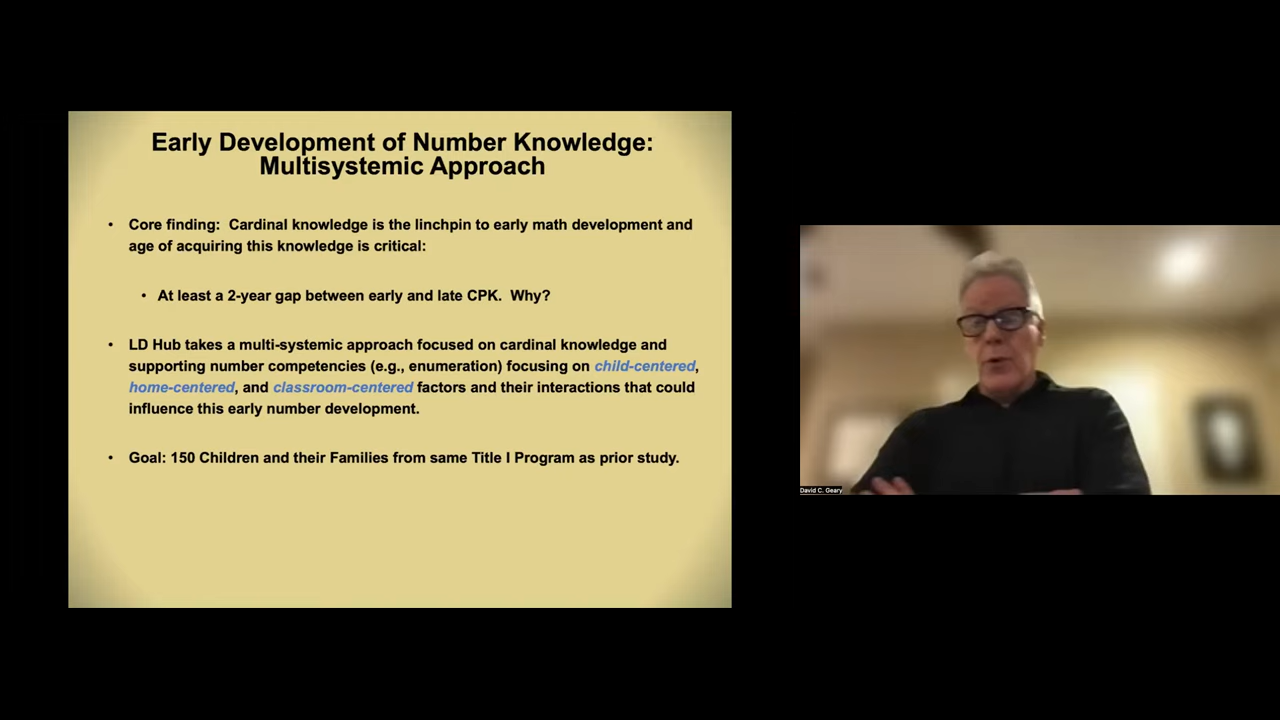 Early Development of Number Knowledge:
Multisystemic Approach
• Core finding:  Cardinal knowledge is the linchpin to early math development and
age of acquiring this knowledge is critical:
• At least a 2-year gap between early and late CPK.  Why?
• LD Hub takes a multi-systemic approach focused on cardinal knowledge and
supporting number competencies (e.g., enumeration) focusing on child-centered,
home-centered, and classroom-centered factors and their interactions that could
influence this early number development.
• Goal: 150 Children and their Families from same Title I Program as prior study.
David C. Geary